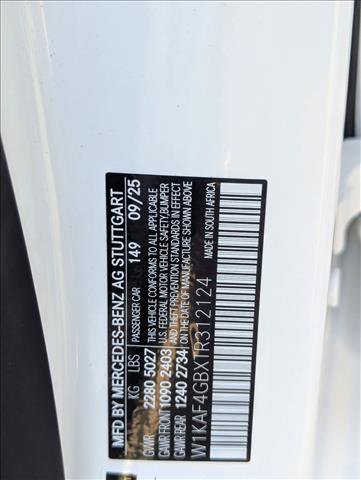 MFD BY MERCEDES-BENZ AG STUTTGART
KG LBS PASSENGER CAR 149 09/25
GVWR 2280 5027 THIS VEHICLE CONFORMS TO ALL APPLICABLE
GAWR FRONT 1090 2403 U.S. FEDERAL MOTOR VEHICLE SAFETY,BUMPER
AND THEFT PREVENTION STANDARDS IN EFFECT
GAWR REAR 1240 2734 ON THE DATE OF MANUFACTURE SHOWN ABOVE
W1KAF4GBXTR312124 MADE IN SOUTH AFRICA